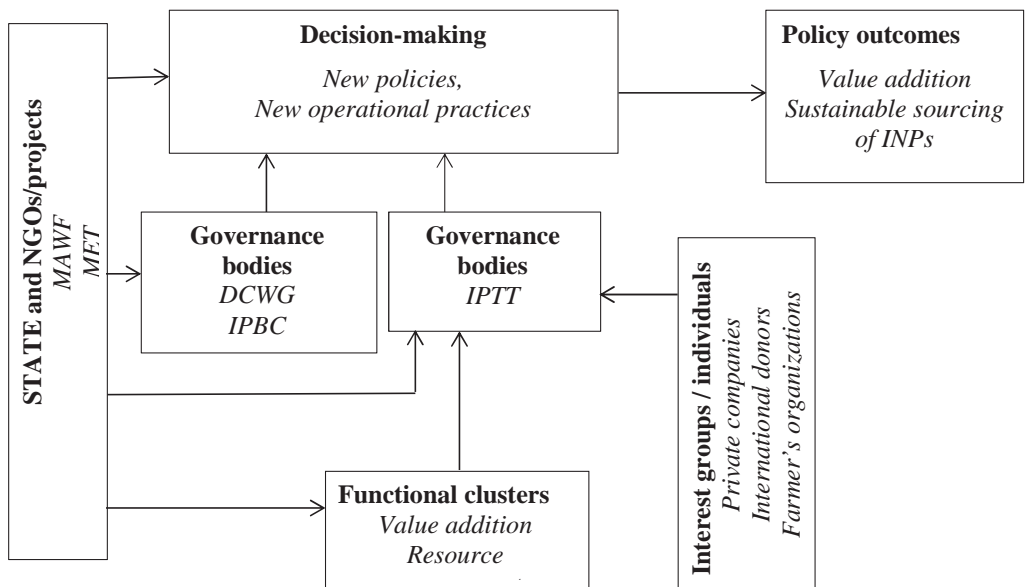 STATE and NGOs/projects
MAWF
MET
Decision-making
New policies,
New operational practices
Policy outcomes
Value addition
Sustainable sourcing
of INPs
Governance
bodies
DCWG
IPBC
Governance
bodies
IPTT
Interest groups / individuals
Private companies
International donors
Farmer's organizations
Functional clusters
Value addition
Resource